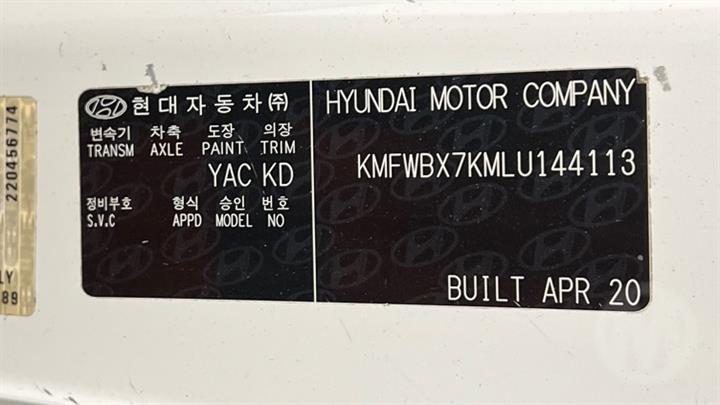 현대자동차㈜
변속기 차축 도장 의장
TRANSM AXLE PAINT TRIM
YAC KD
정비부호 형식 승인 번호
S.V.C APPD MODEL NO
HYUNDAI MOTOR COMPANY
KMFWBX7KMLU144113
BUILT APR 20
220456774
LY
89